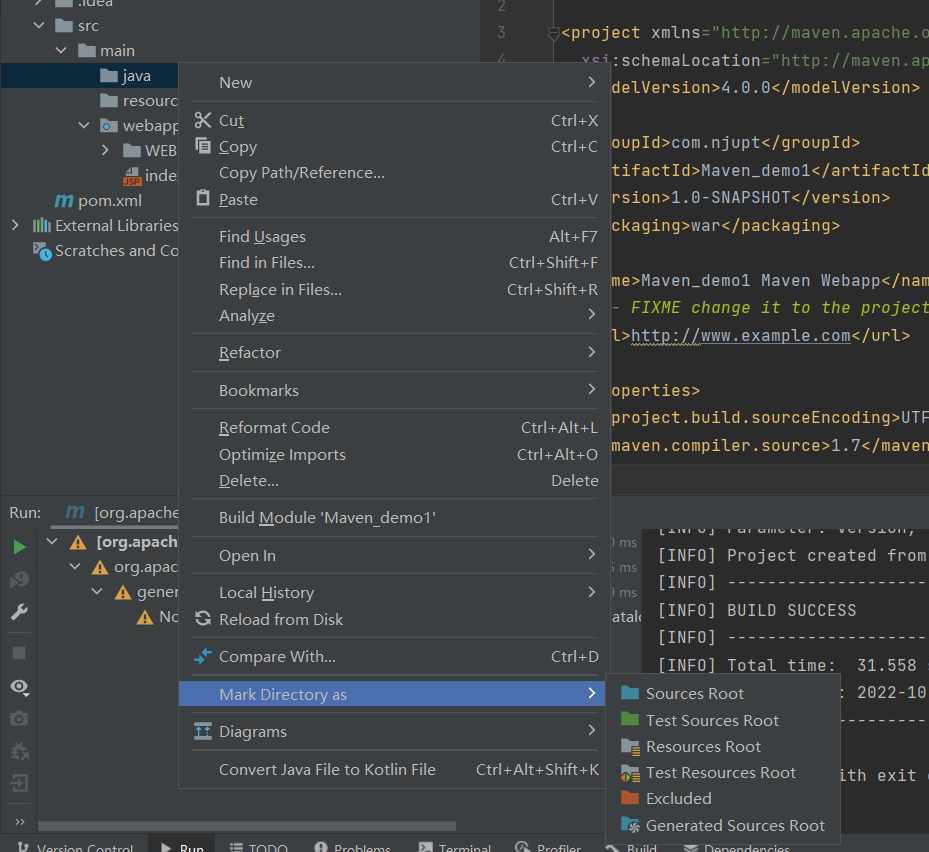 .idea
src
main
java
resourc
webapp
WEB
inde
pom.xml
External Libraries
Scratches and Co
2
3
4
<project xmlns="http://maven.apache.o
xsi:schemaLocation="http://maven.ap
delVersion>4.0.0</modelVersion>
oupId>com.njupt</groupId>
tifactId>Maven_demo1</artifactId
rsion>1.0-SNAPSHOT</version>
ckaging>war</packaging>
me>Maven_demo1 Maven Webapp</nam
- FIXME change it to the project
l>http://www.example.com</url>
operties>
project.build.sourceEncoding>UTF
maven.compiler.source>1.7</maven
New
Cut Ctrl+X
Copy Ctrl+C
Copy Path/Reference...
Paste Ctrl+V
Find Usages Alt+F7
Find in Files... Ctrl+Shift+F
Replace in Files... Ctrl+Shift+R
Analyze
Refactor
Bookmarks
Reformat Code Ctrl+Alt+L
Optimize Imports Ctrl+Alt+O
Delete... Delete
Build Module 'Maven_demo1'
Open In
Local History
Reload from Disk
Compare With... Ctrl+D
Mark Directory as
Diagrams
Convert Java File to Kotlin File Ctrl+Alt+Shift+K
Sources Root
Test Sources Root
Resources Root
Test Resources Root
Excluded
Generated Sources Root
Run: [org.apache
[org.apach
org.apac
gener
No
0 ms
ms
ms
atalo
[INFO] Parameter: version,
[INFO] Project created from
[INFO] --------------------
[INFO] BUILD SUCCESS
[INFO] --------------------
[INFO] Total time:  31.558 s
: 2022-10
--------
ith exit
Version Control
Run
TODO
Problems
Terminal
Profiler
Build
Dependencies